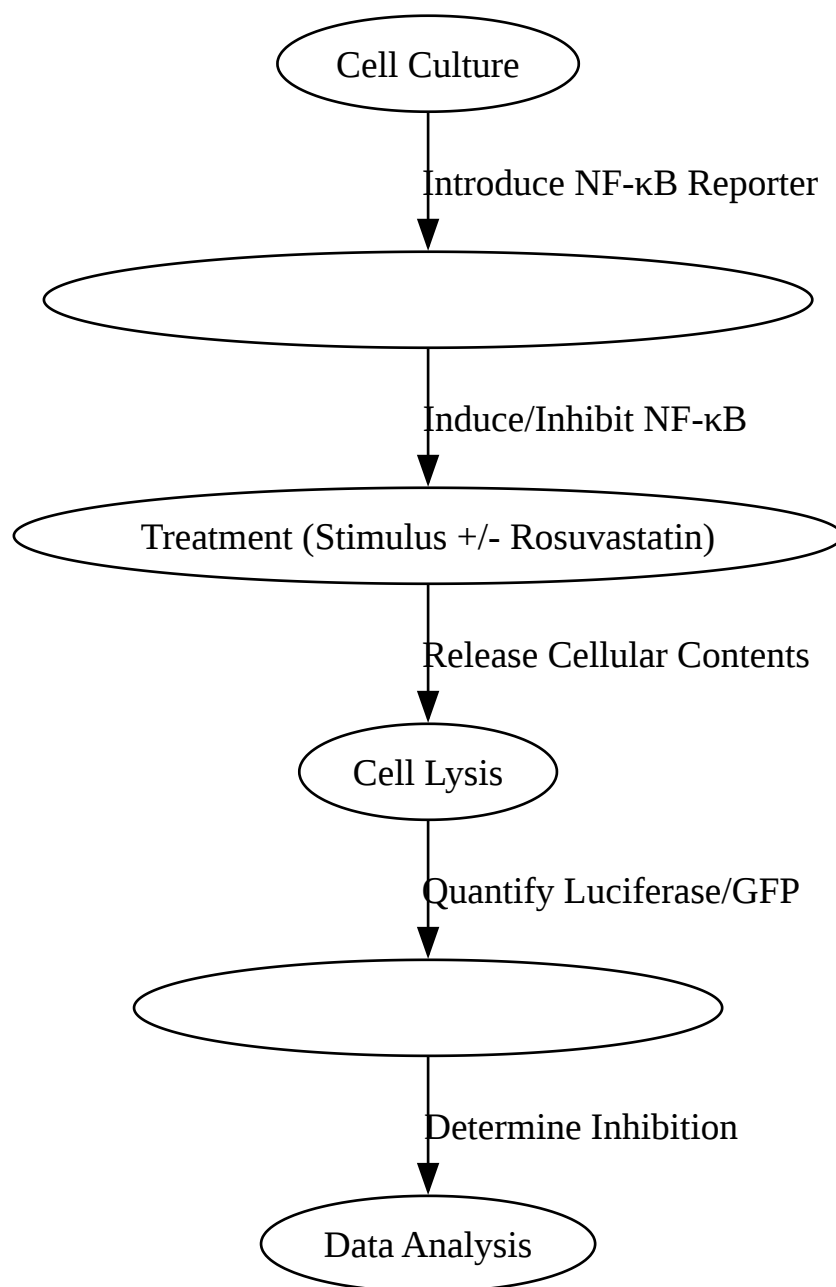 Cell Culture
Introduce NF-κB Reporter
Induce/Inhibit NF-κB
Treatment (Stimulus +/- Rosuvastatin)
Release Cellular Contents
Cell Lysis
Quantify Luciferase/GFP
Determine Inhibition
Data Analysis